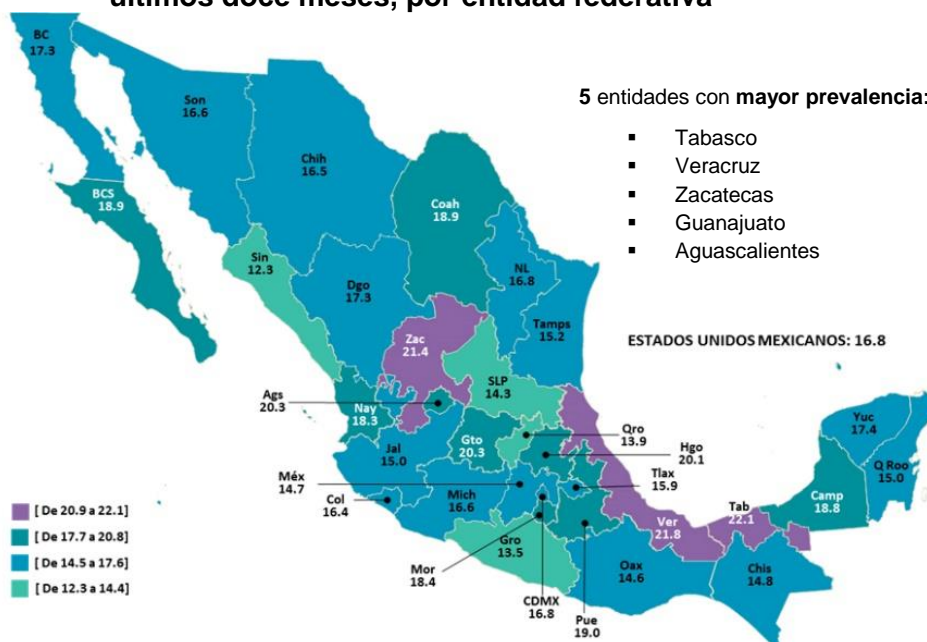 últimos doce meses, por entidad federativa
5 entidades con mayor prevalencia:
▪ Tabasco
▪ Veracruz
▪ Zacatecas
▪ Guanajuato
▪ Aguascalientes
ESTADOS UNIDOS MEXICANOS: 16.8
BC
17.3
Son
16.6
Chih
16.5
BCS
18.9
Coah
18.9
Sin
12.3
NL
16.8
Dgo
17.3
Tamps
15.2
Zac
21.4
SLP
14.3
Ags
20.3
Nay
18.3
Gto
20.3
Qro
13.9
Hgo
20.1
Yuc
17.4
Jal
15.0
Méx
14.7
Tlax
15.9
Q Roo
15.0
Col
16.4
Mich
16.6
Camp
18.8
Tab
22.1
Ver
21.8
Gro
13.5
Mor
18.4
Oax
14.6
Chis
14.8
CDMX
16.8
Pue
19.0
[ De 20.9 a 22.1]
[ De 17.7 a 20.8]
[ De 14.5 a 17.6]
[ De 12.3 a 14.4]